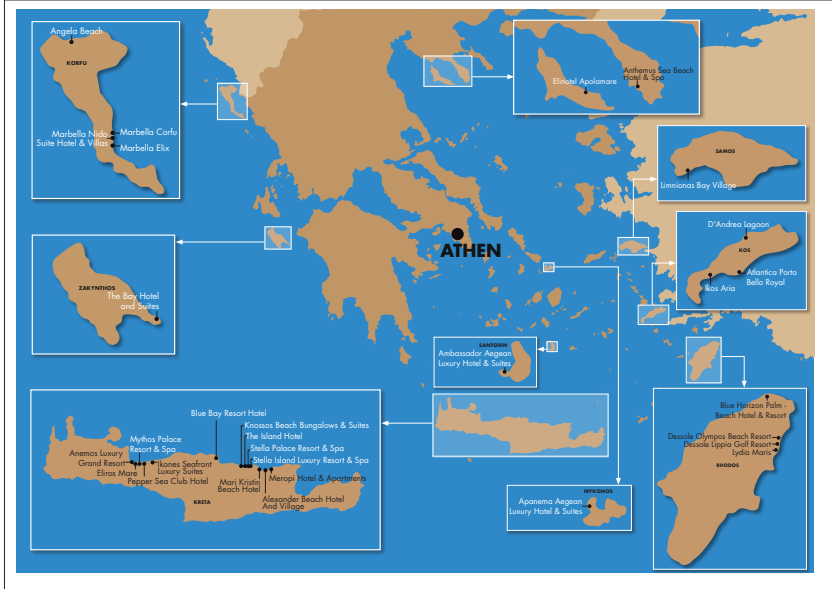 Angela Beach
KORFU
Marbella Nido
Suite Hotel & Villas
Marbella Corfu
Marbella Elix
Elinotel Apolamare
Anthemus Sea Beach
Hotel & Spa
SAMOS
Limnionas Bay Village
D'Andrea Lagoon
KOS
Atlantica Porto
Bello Royal
Ikos Aria
ATHEN
ZAKYNTHOS
The Bay Hotel
and Suites
SANTORIN
Ambassador Aegean
Luxury Hotel & Suites
Blue Horizon Palm -
Beach Hotel & Resort
Dessole Olympos Beach Resort
Dessole Lippia Golf Resort
Lydia Maris
RHODOS
Blue Bay Resort Hotel
Knossos Beach Bungalows & Suites
The Island Hotel
Stella Palace Resort & Spa
Stella Island Luxury Resort & Spa
Mythos Palace
Resort & Spa
Anemos Luxury
Grand Resort
Eliros Mare
Ikones Seafront
Luxury Suites
Pepper Sea Club Hotel
Mari Kristin
Beach Hotel
Meropi Hotel & Apartments
Alexander Beach Hotel
And Village
KRETA
MYKONOS
Apanema Aegean
Luxury Hotel & Suites